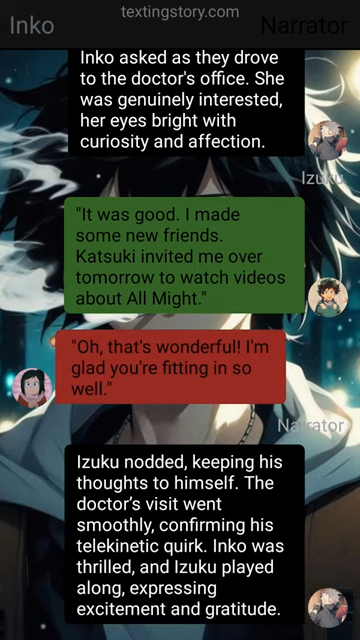 textingstory.com
Inko
Narrator
Inko asked as they drove
to the doctor's office. She
was genuinely interested,
her eyes bright with
curiosity and affection.
Izuku
"It was good. I made
some new friends.
Katsuki invited me over
tomorrow to watch videos
about All Might."
"Oh, that's wonderful! I'm
glad you're fitting in so
well."
Narrator
Izuku nodded, keeping his
thoughts to himself. The
doctor's visit went
smoothly, confirming his
telekinetic quirk. Inko was
thrilled, and Izuku played
along, expressing
excitement and gratitude.